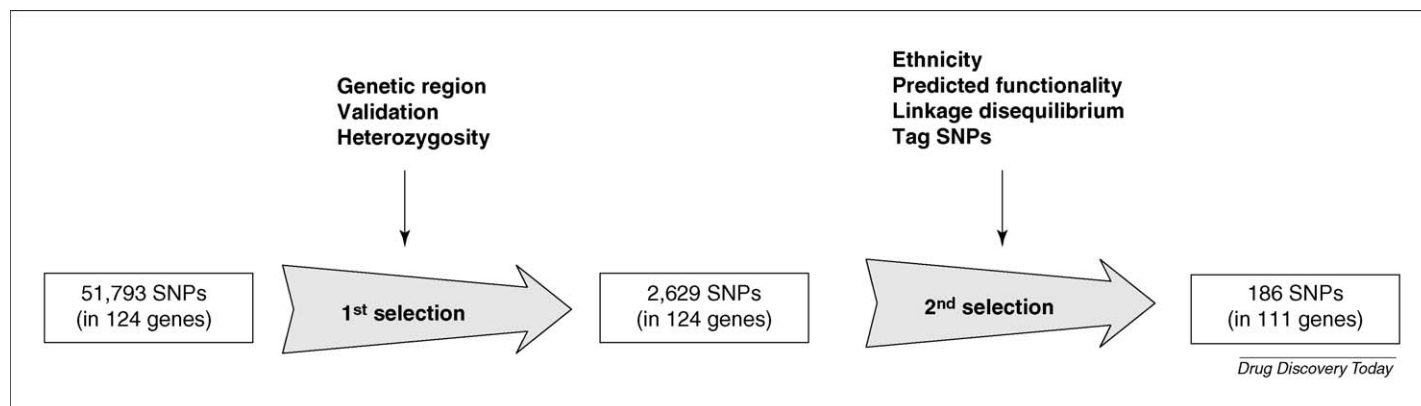 Genetic region
Validation
Heterozygosity
Ethnicity
Predicted functionality
Linkage disequilibrium
Tag SNPs
51,793 SNPs
(in 124 genes)
1st selection
2,629 SNPs
(in 124 genes)
2nd selection
186 SNPs
(in 111 genes)
Drug Discovery Today